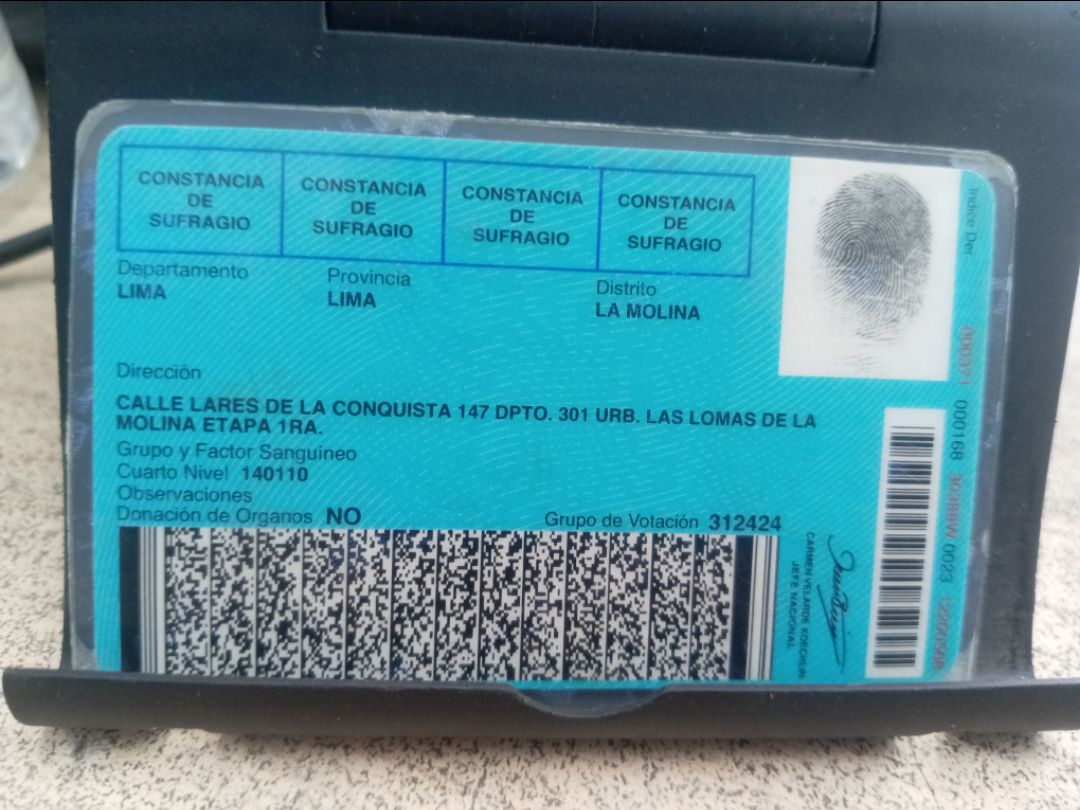 CONSTANCIA
DE
SUFRAGIO
CONSTANCIA
DE
SUFRAGIO
CONSTANCIA
DE
SUFRAGIO
CONSTANCIA
DE
SUFRAGIO
Departamento
LIMA
Provincia
LIMA
Distrito
LA MOLINA
Indice Der
Dirección
CALLE LARES DE LA CONQUISTA 147 DPTO. 301 URB. LAS LOMAS DE LA
MOLINA ETAPA 1RA.
Grupo y Factor Sanguíneo
Cuarto Nivel 140110
Observaciones
Donación de Organos NO
Grupo de Votación 312424
CARMEN VELARDE KOECHLIN
JEFE NACIONAL
000371 000168 0023